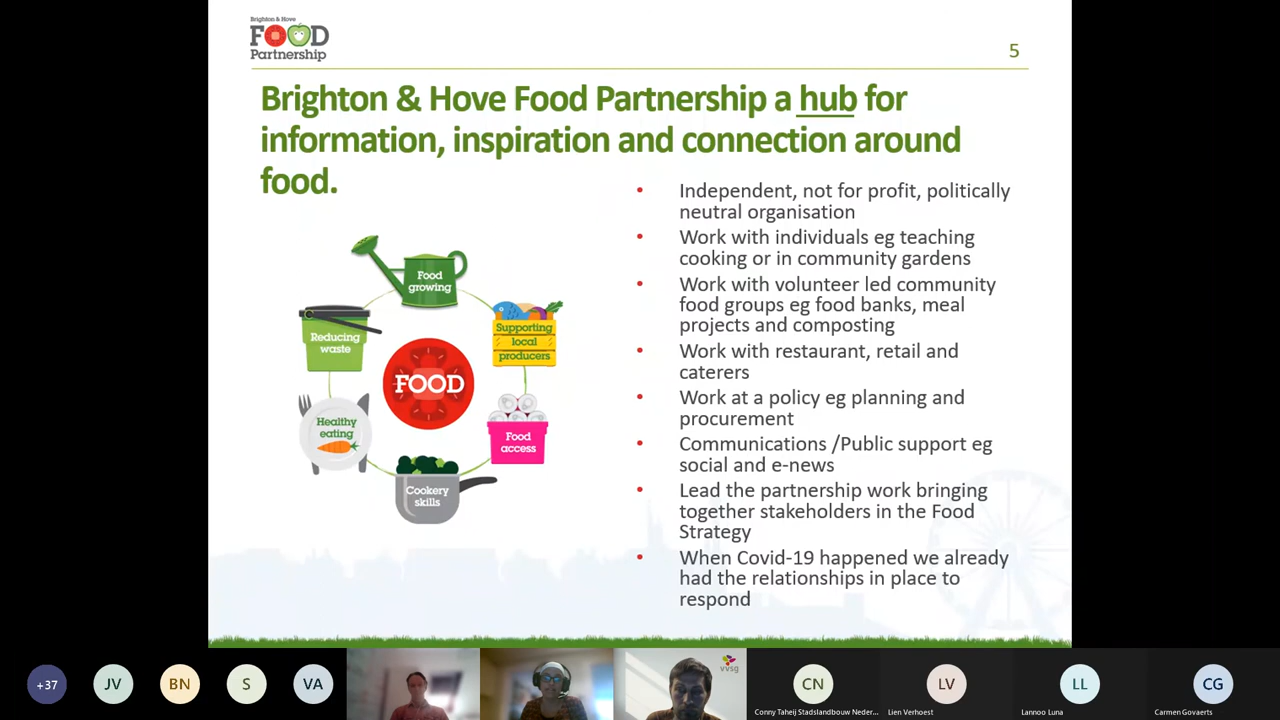 Brighton & Hove
FOOD
Partnership
5
Brighton & Hove Food Partnership a hub for
information, inspiration and connection around
food.
Food
growing
Supporting
local
producers
Food
access
Cookery
skills
Healthy
eating
Reducing
waste
FOOD
• Independent, not for profit, politically
neutral organisation
• Work with individuals eg teaching
cooking or in community gardens
• Work with volunteer led community
food groups eg food banks, meal
projects and composting
• Work with restaurant, retail and
caterers
• Work at a policy eg planning and
procurement
• Communications /Public support eg
social and e-news
• Lead the partnership work bringing
together stakeholders in the Food
Strategy
• When Covid-19 happened we already
had the relationships in place to
respond
+37
JV
BN
S
VA
vvsg
CN
Conny Taheij Stadslandbouw Neder...
LV
Lien Verhoest
LL
Lannoo Luna
CG
Carmen Govaerts